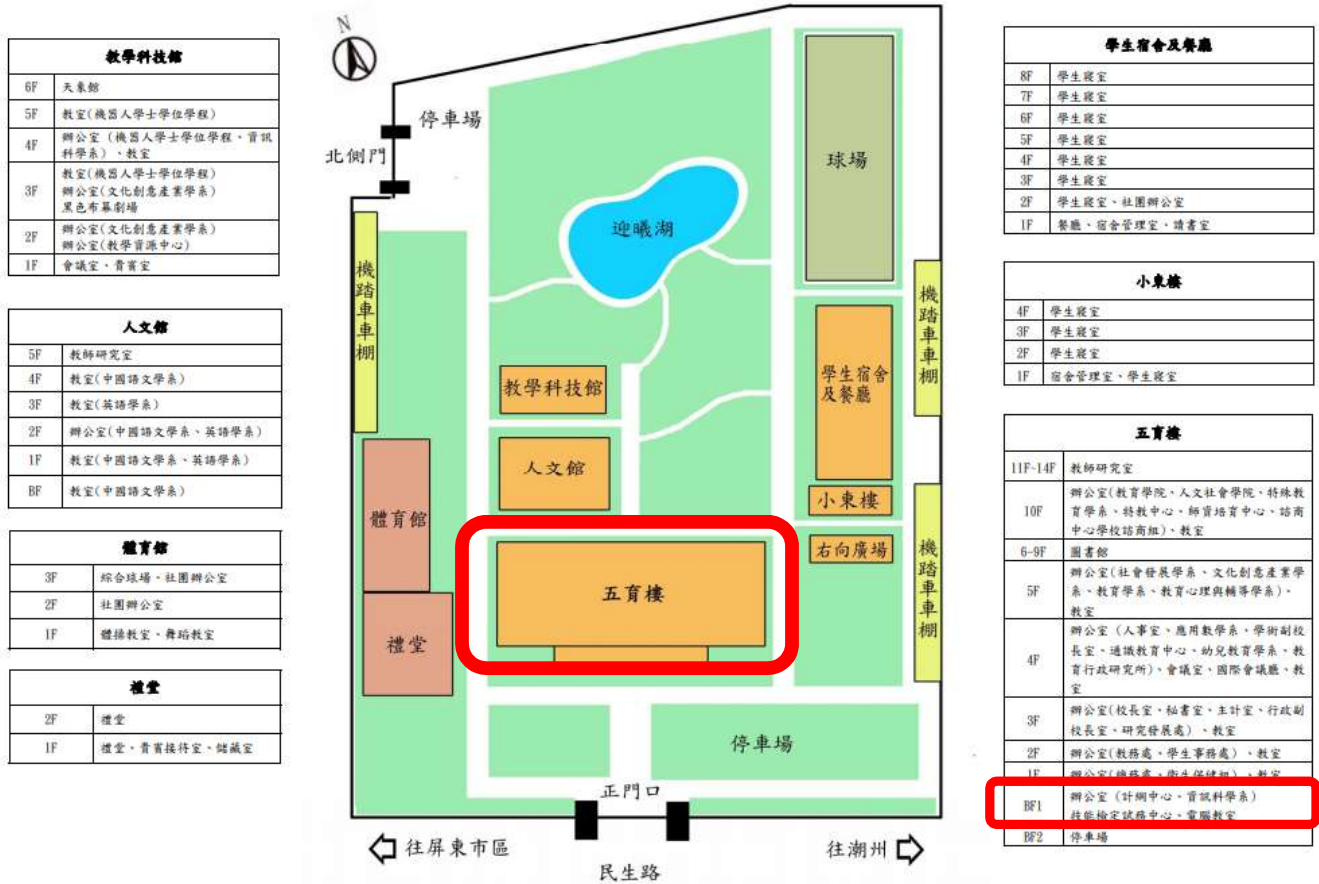 教學科技館
6F 天象館
5F 教室(機器人學士學位學程)
4F 辦公室(機器人學士學位學程、資訊
科學系)、教室
3F 教室(機器人學士學位學程)
辦公室(文化創意產業學系)
黑色布幕劇場
2F 辦公室(文化創意產業學系)
辦公室(教學資源中心)
1F 會議室、貴賓室
人文館
5F 教師研究室
4F 教室(中國語文學系)
3F 教室(英語學系)
2F 辦公室(中國語文學系、英語學系)
1F 教室(中國語文學系、英語學系)
BF 教室(中國語文學系)
體育館
3F 綜合球場、社團辦公室
2F 社團辦公室
1F 體操教室、舞蹈教室
禮堂
2F 禮堂
1F 禮堂、貴賓接待室、儲藏室
N
停車場
北側門
球場
迎曦湖
機踏車車棚
機踏車車棚
教學科技館
學生宿舍
及餐廳
人文館
小東樓
體育館
右向廣場
機踏車車棚
五育樓
禮堂
停車場
正門口
往屏東市區
往潮州
民生路
學生宿舍及餐廳
8F 學生寢室
7F 學生寢室
6F 學生寢室
5F 學生寢室
4F 學生寢室
3F 學生寢室
2F 學生寢室、社團辦公室
1F 餐廳、宿舍管理室、讀書室
小東樓
4F 學生寢室
3F 學生寢室
2F 學生寢室
1F 宿舍管理室、學生寢室
五育樓
11F~14F 教師研究室
10F 辦公室(教育學院、人文社會學院、特殊教
育學系、特教中心、師資培育中心、諮商
中心學校諮商組)、教室
6-9F 圖書館
5F 辦公室(社會發展學系、文化創意產業學
系、教育學系、教育心理與輔導學系)、
教室
4F 辦公室(人事室、應用數學系、學術副校
長室、通識教育中心、幼兒教育學系、教
育行政研究所)、會議室、國際會議廳、教
室
3F 辦公室(校長室、秘書室、主計室、行政副
校長室、研究發展處)、教室
2F 辦公室(教務處、學生事務處)、教室
1F 辦公室(總務處、衛生保健組)、教室
BF1 辦公室(計網中心、資訊科學系)
技能檢定試務中心、電腦教室
BF2 停車場